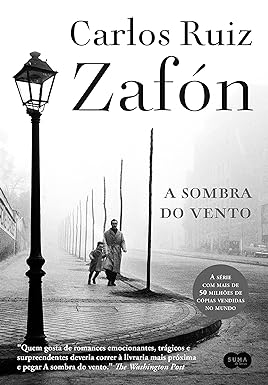 Carlos Ruiz
Zafón
A SOMBRA
DO VENTO
A SÉRIE
COM MAIS DE
50 MILHÕES DE
CÓPIAS VENDIDAS
NO MUNDO
"Quem gosta de romances emocionantes, trágicos e
surpreendentes deveria correr à livraria mais próxima
e pegar A sombra do vento." The Washington Post
SUMA